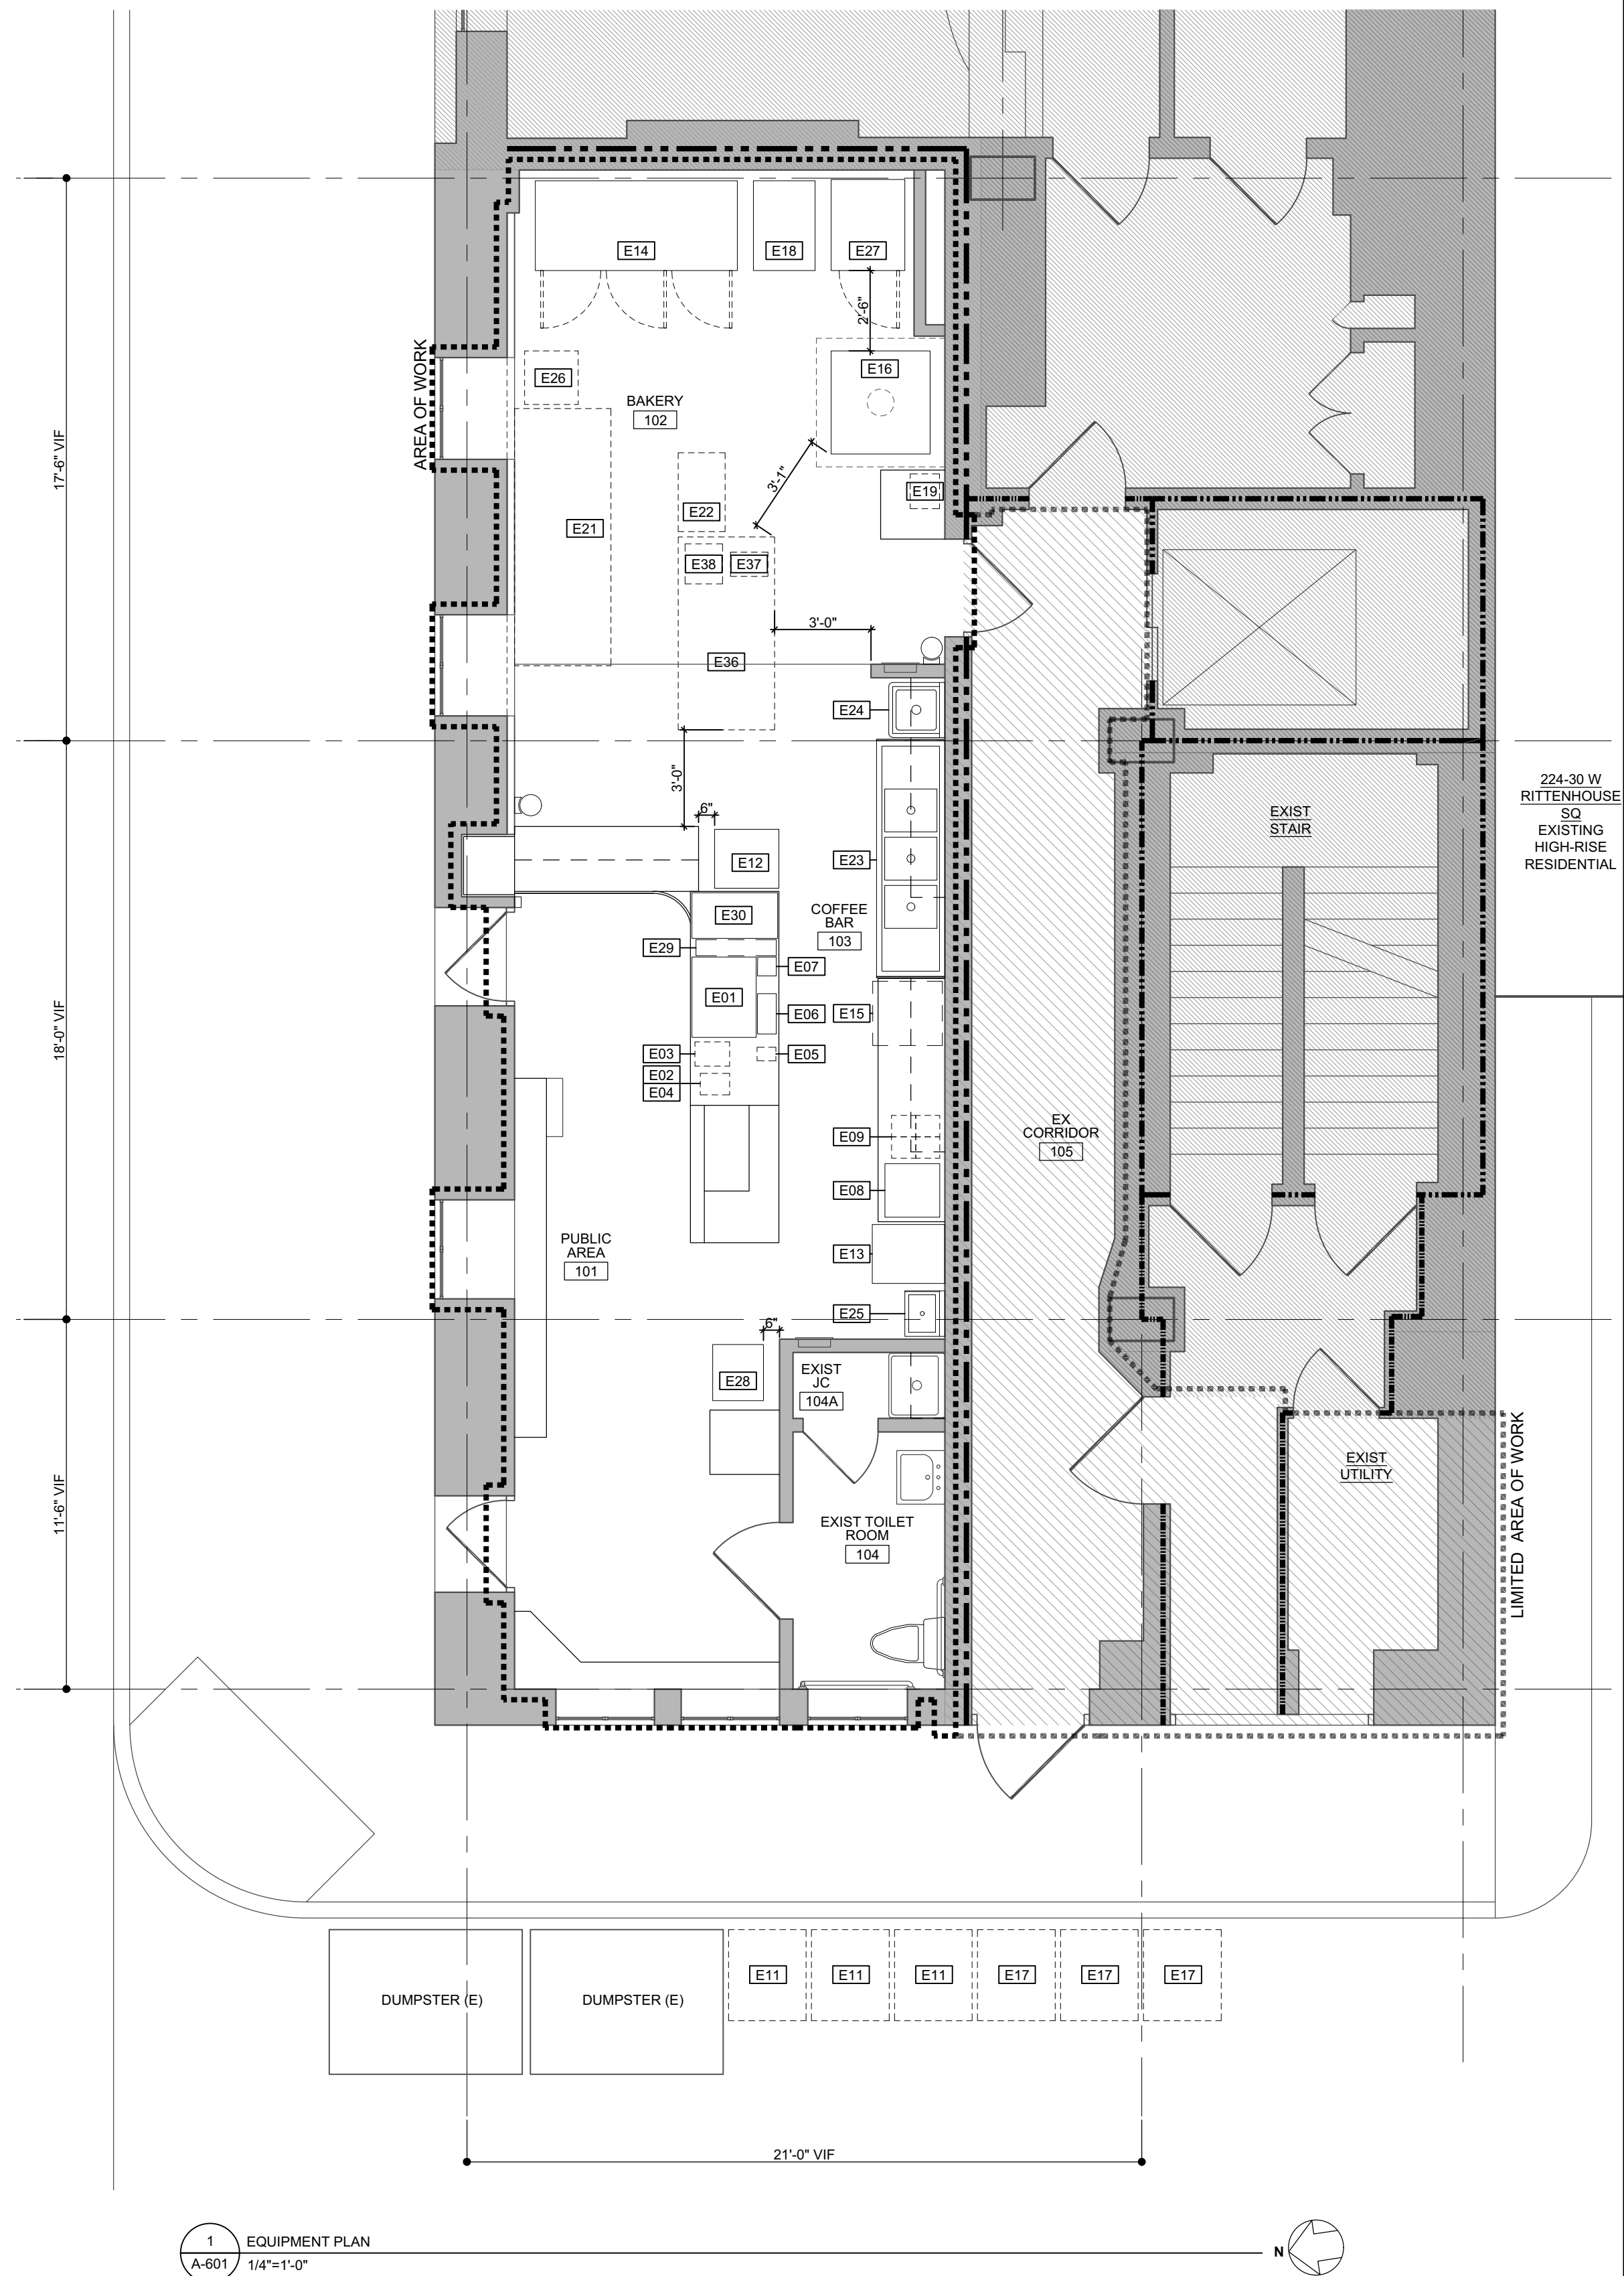 E14
E18
E27
2'-6"
E16
E26
BAKERY
102
AREA OF WORK
17'-6" VIF
3'-1"
E19
E22
E21
E38
E37
3'-0"
E36
E24
3'-0"
6"
E12
E23
E30
COFFEE
BAR
103
E29
E07
E01
E06
E15
E03
E05
E02
E04
18'-0" VIF
E09
EX
CORRIDOR
105
E08
PUBLIC
AREA
101
E13
E25
6"
E28
EXIST
JC
104A
EXIST
STAIR
224-30 W
RITTENHOUSE
SQ
EXISTING
HIGH-RISE
RESIDENTIAL
EXIST
UTILITY
LIMITED AREA OF WORK
11'-6" VIF
EXIST TOILET
ROOM
104
DUMPSTER (E)
DUMPSTER (E)
E11
E11
E11
E17
E17
E17
21'-0" VIF
1
EQUIPMENT PLAN
A-601
1/4"=1'-0"
N